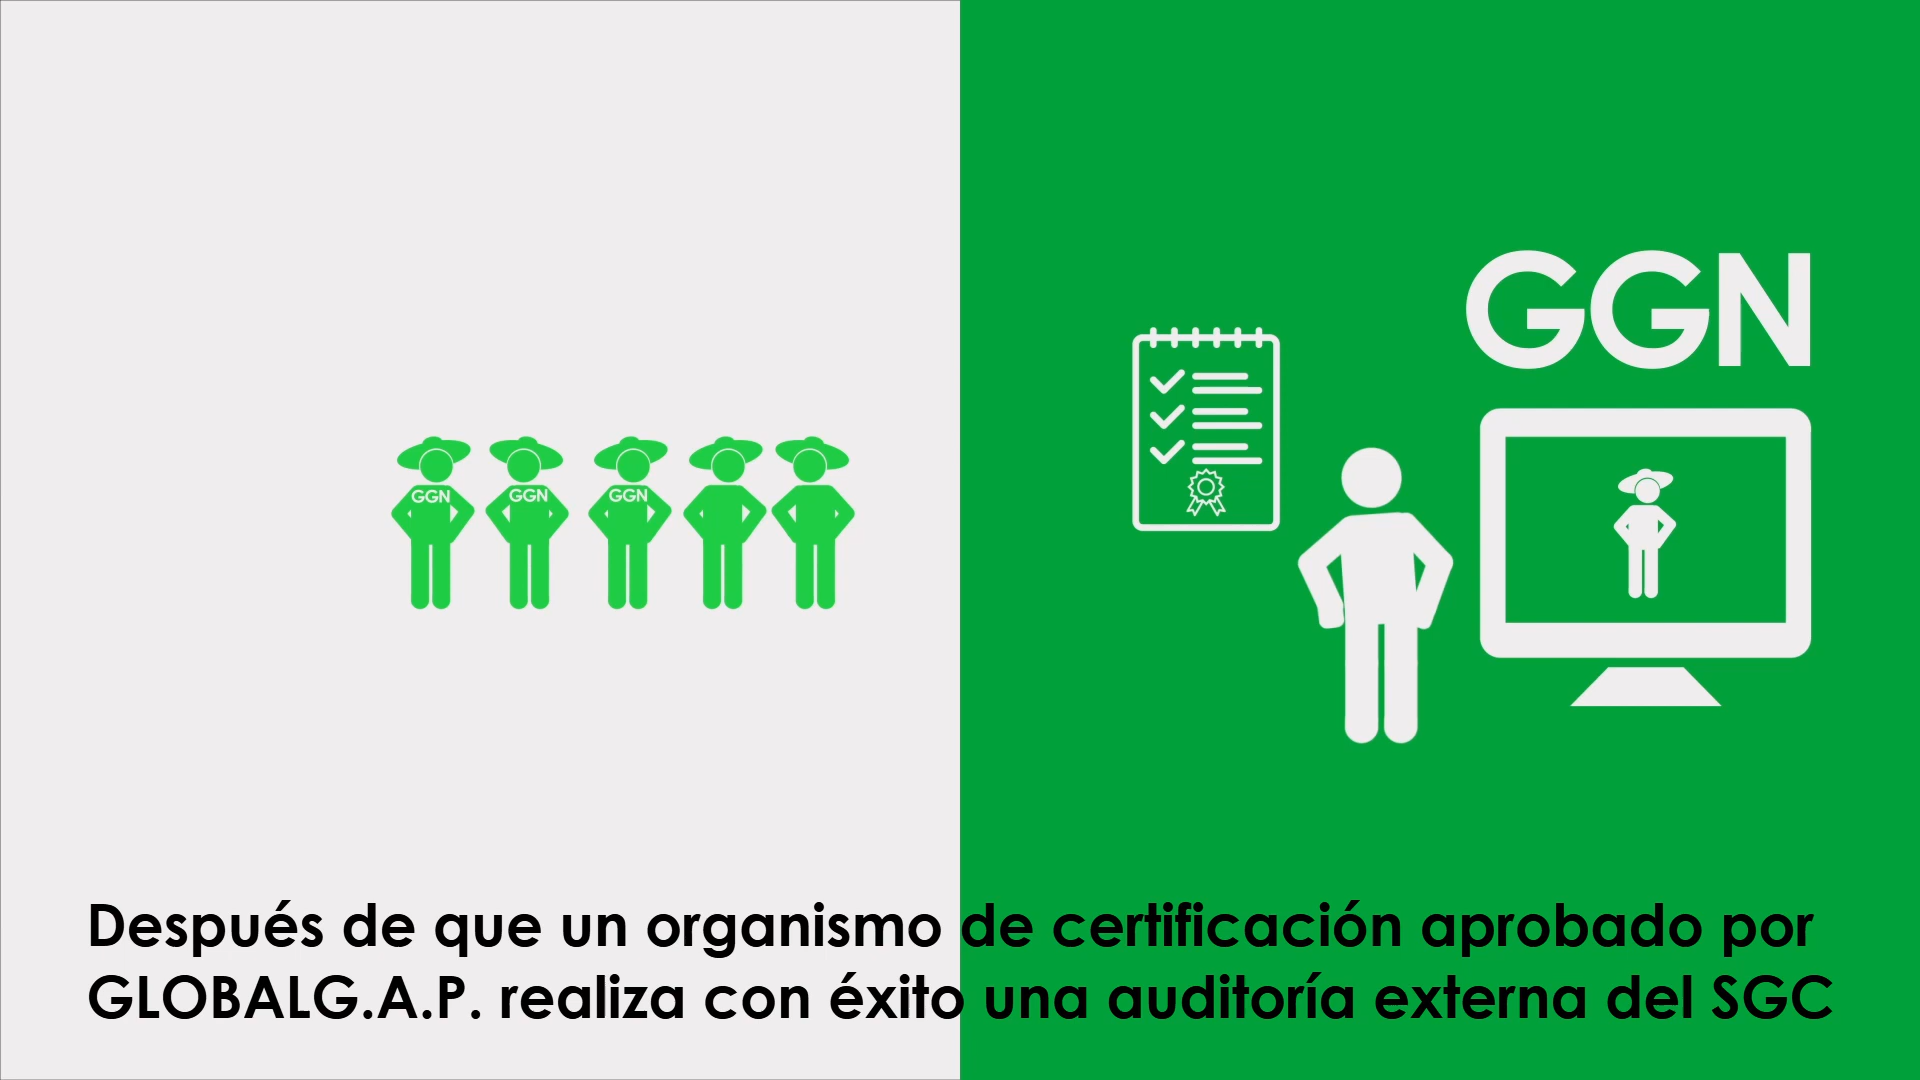 GGN
GGN GGN GGN
Después de que un organismo de certificación aprobado por
GLOBALG.A.P. realiza con éxito una auditoría externa del SGC